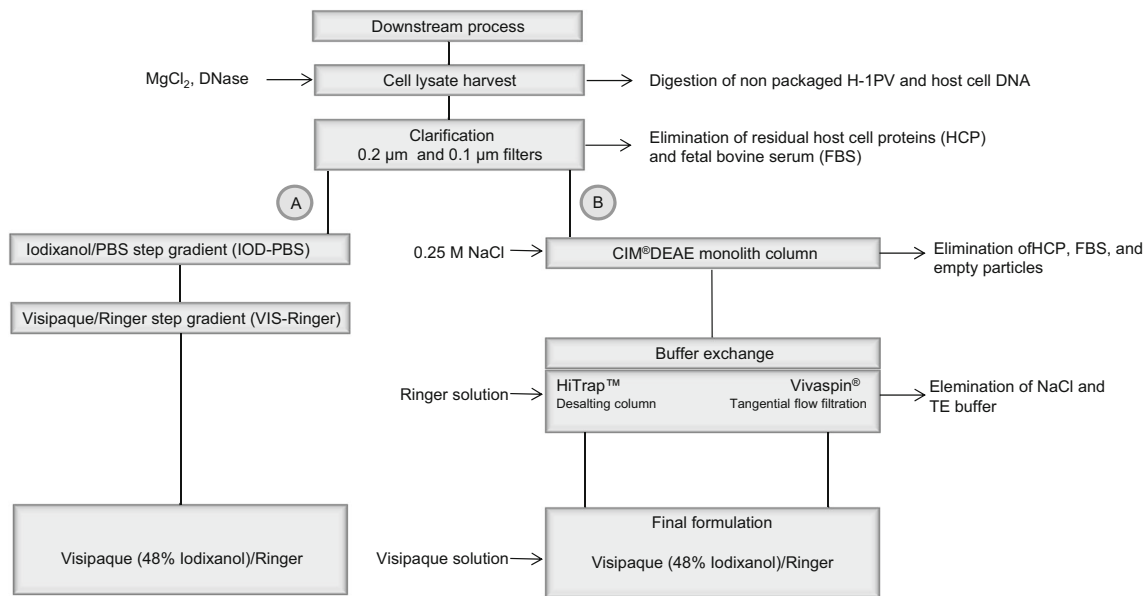 Downstream process
MgCl₂, DNase
Cell lysate harvest
Digestion of non packaged H-1PV and host cell DNA
Clarification
0.2 µm and 0.1 µm filters
Elimination of residual host cell proteins (HCP)
and fetal bovine serum (FBS)
A
B
Iodixanol/PBS step gradient (IOD-PBS)
0.25 M NaCl
CIM®DEAE monolith column
Elimination ofHCP, FBS, and
empty particles
Visipaque/Ringer step gradient (VIS-Ringer)
Buffer exchange
Ringer solution
HiTrap™
Desalting column
Vivaspin®
Tangential flow filtration
Elemination of NaCl and
TE buffer
Visipaque (48% Iodixanol)/Ringer
Final formulation
Visipaque solution
Visipaque (48% Iodixanol)/Ringer